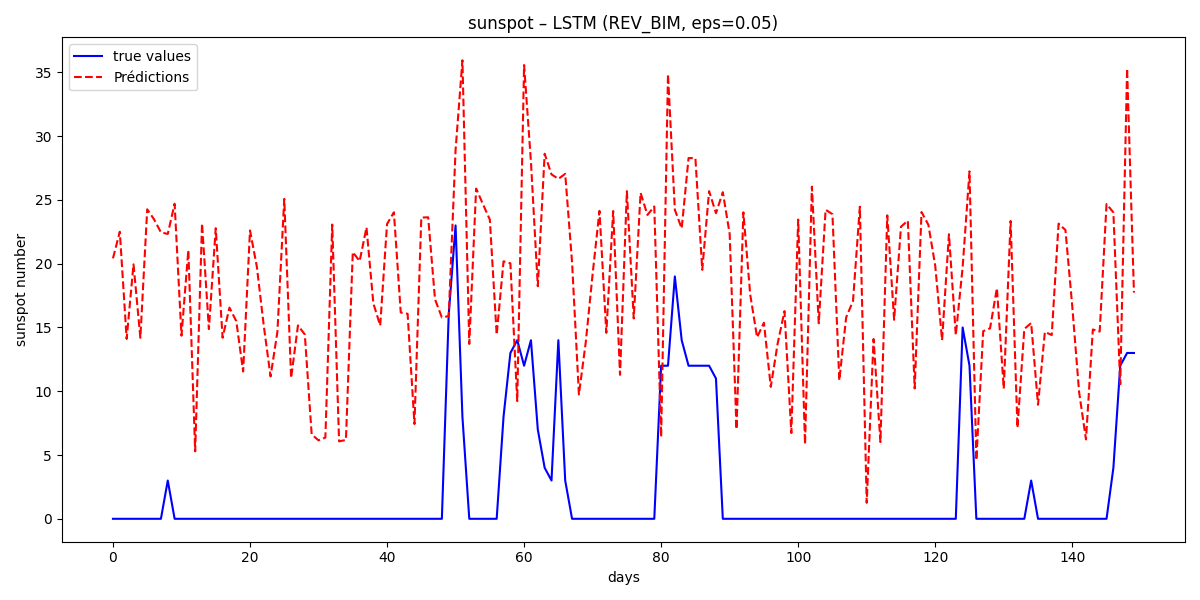 sunspot – LSTM (REV_BIM, eps=0.05)
true values
Prédictions
sunspot number
35
30
25
20
15
10
5
0
0 20 40 60 80 100 120 140
days